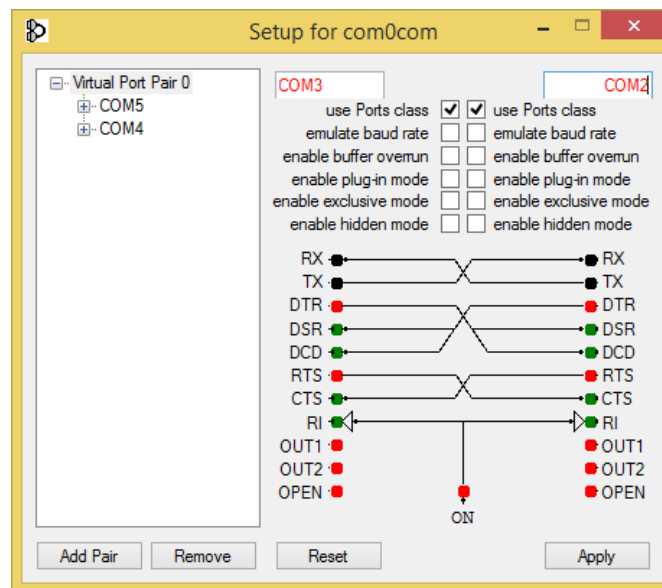 Setup for com0com
Virtual Port Pair 0
COM5
COM4
COM3 COM2
use Ports class use Ports class
emulate baud rate emulate baud rate
enable buffer overrun enable buffer overrun
enable plug-in mode enable plug-in mode
enable exclusive mode enable exclusive mode
enable hidden mode enable hidden mode
RX RX
TX TX
DTR DTR
DSR DSR
DCD DCD
RTS RTS
CTS CTS
RI RI
OUT1 OUT1
OUT2 OUT2
OPEN OPEN
ON
Add Pair Remove Reset Apply